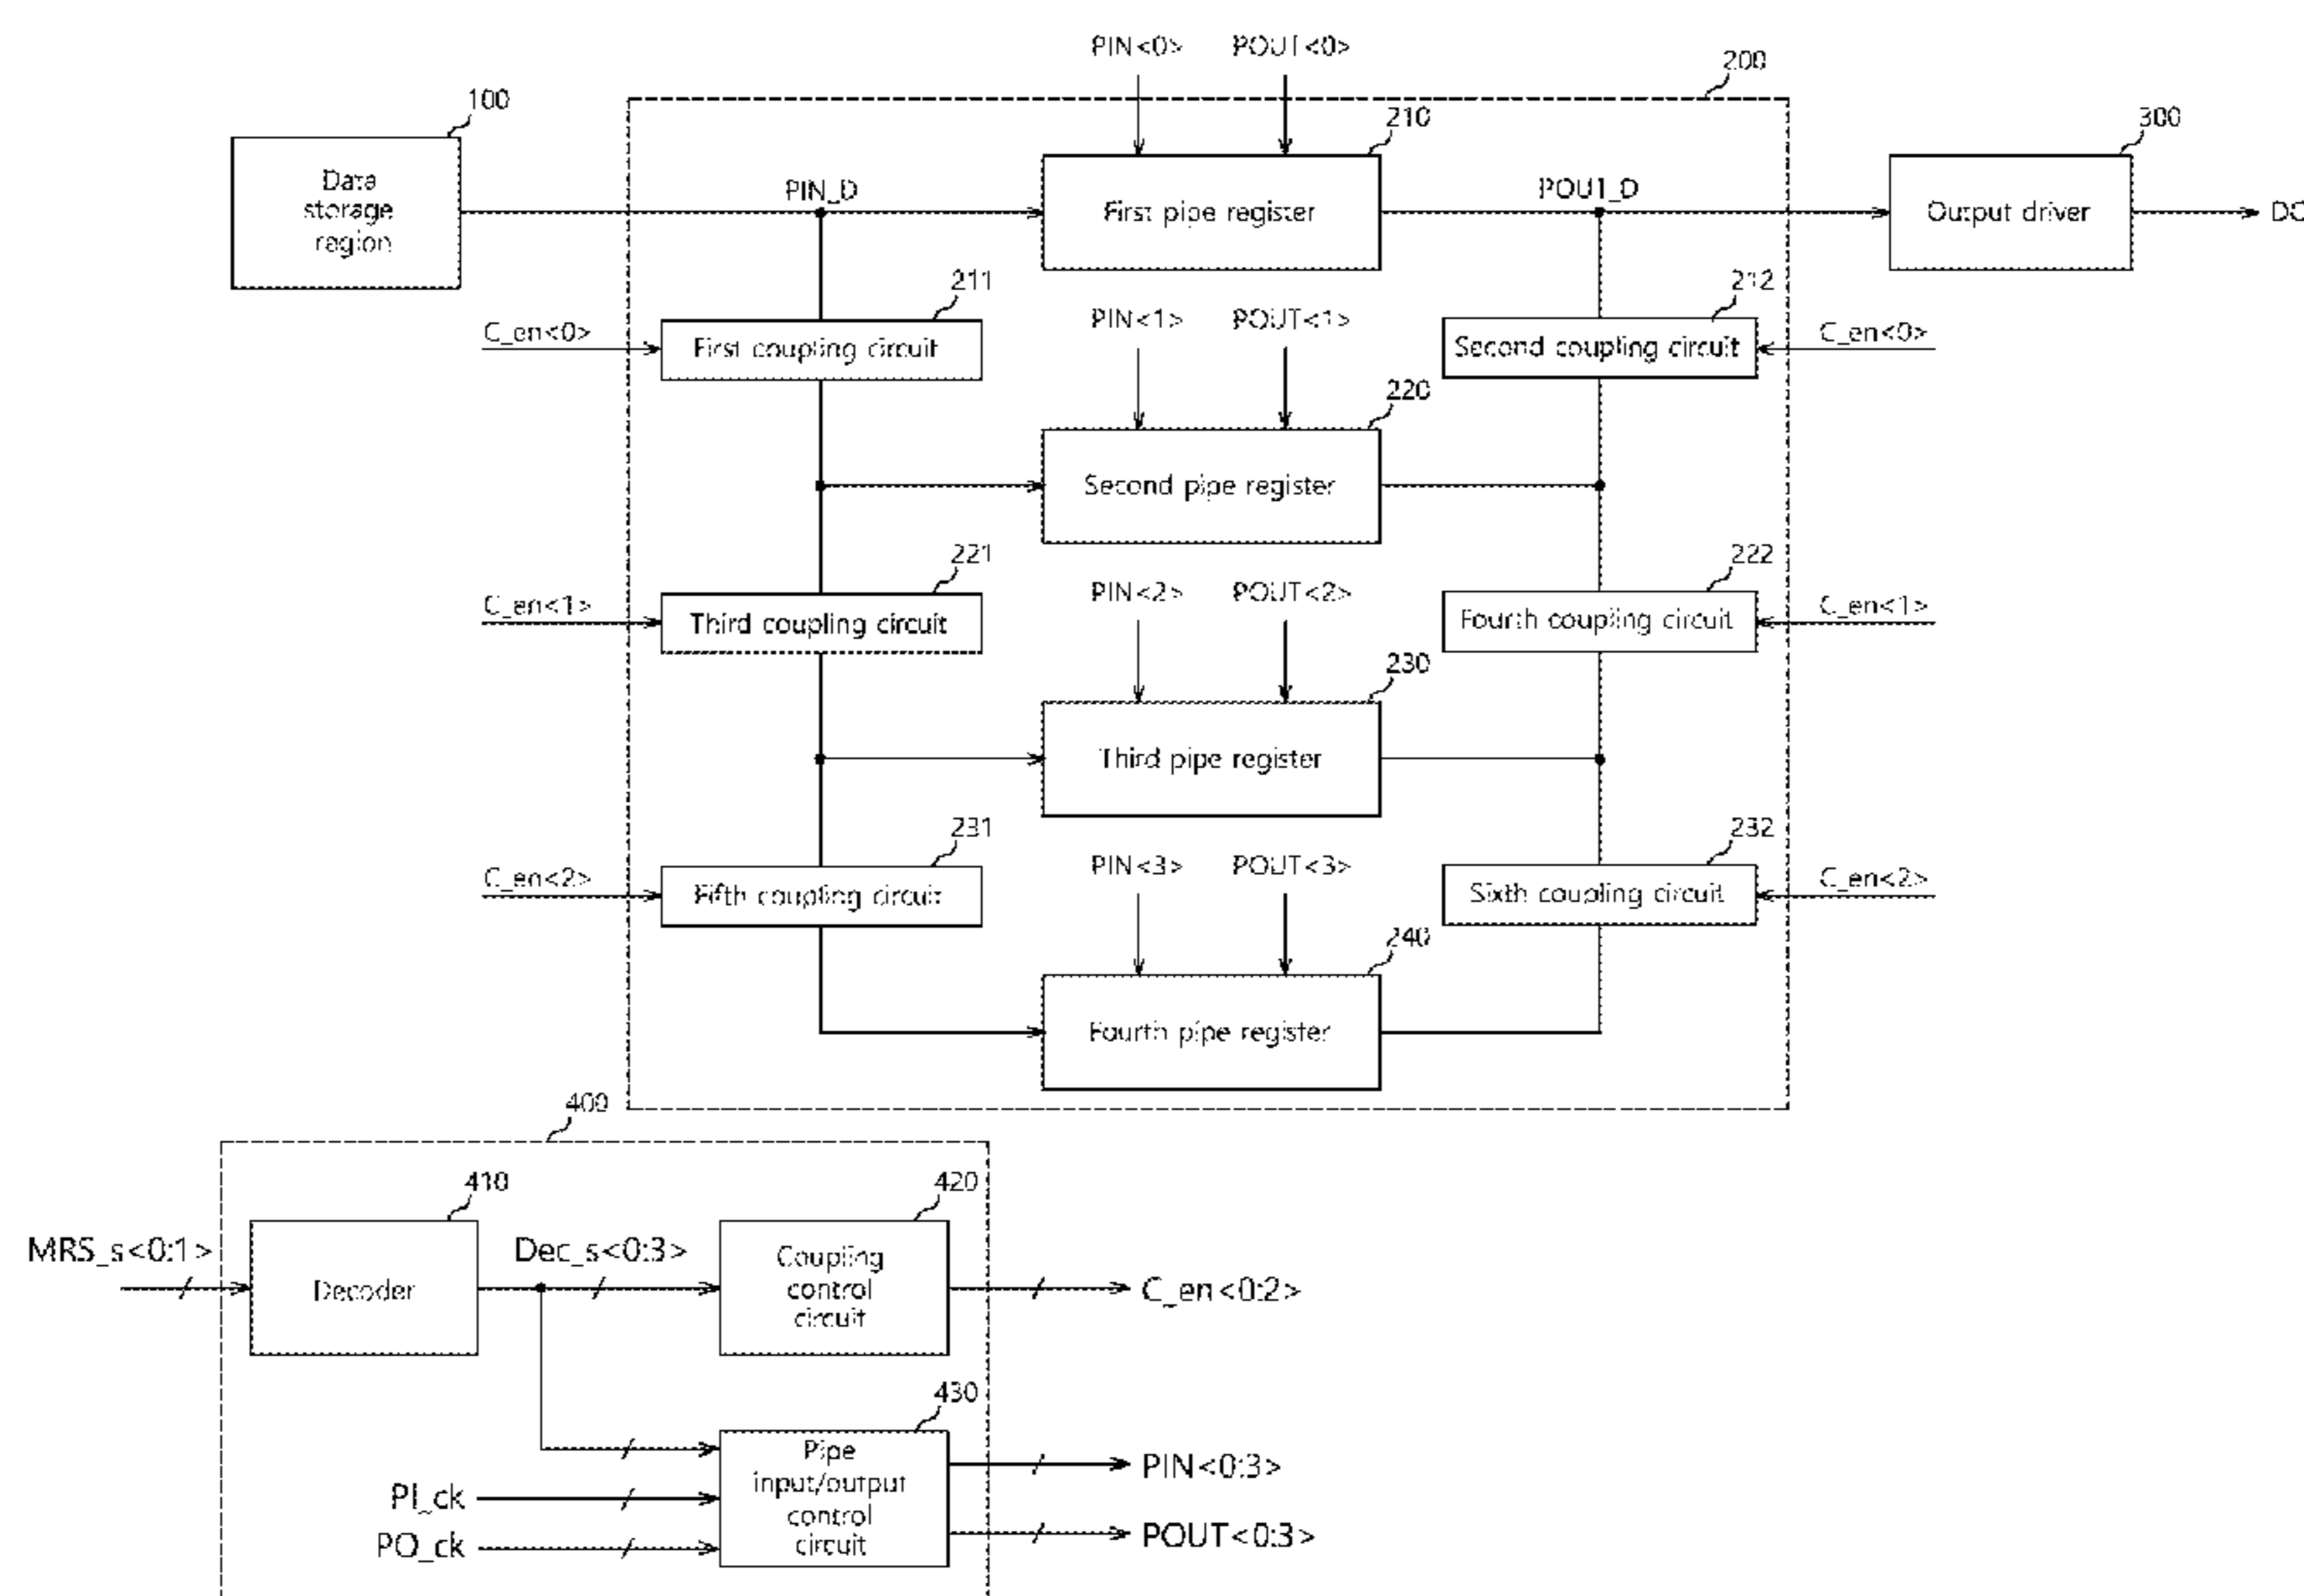 PIN<0> POUT<0>
200
100
210
300
Data
storage
region
PIN_D
First pipe register
POUT_D
Output driver
211
212
C_en<0>
First coupling circuit
PIN<1> POUT<1>
Second coupling circuit
C_en<0>
220
Second pipe register
221
222
C_en<1>
Third coupling circuit
PIN<2> POUT<2>
Fourth coupling circuit
C_en<1>
230
Third pipe register
231
232
C_en<2>
Fifth coupling circuit
PIN<3> POUT<3>
Sixth coupling circuit
C_en<2>
240
Fourth pipe register
400
410
420
MRS_s<0:1>
Decoder
Dec_s<0:3>
Coupling
control
circuit
C_en<0:2>
430
Pipe
input/output
control
circuit
PI_ck
PO_ck
PIN<0:3>
POUT<0:3>